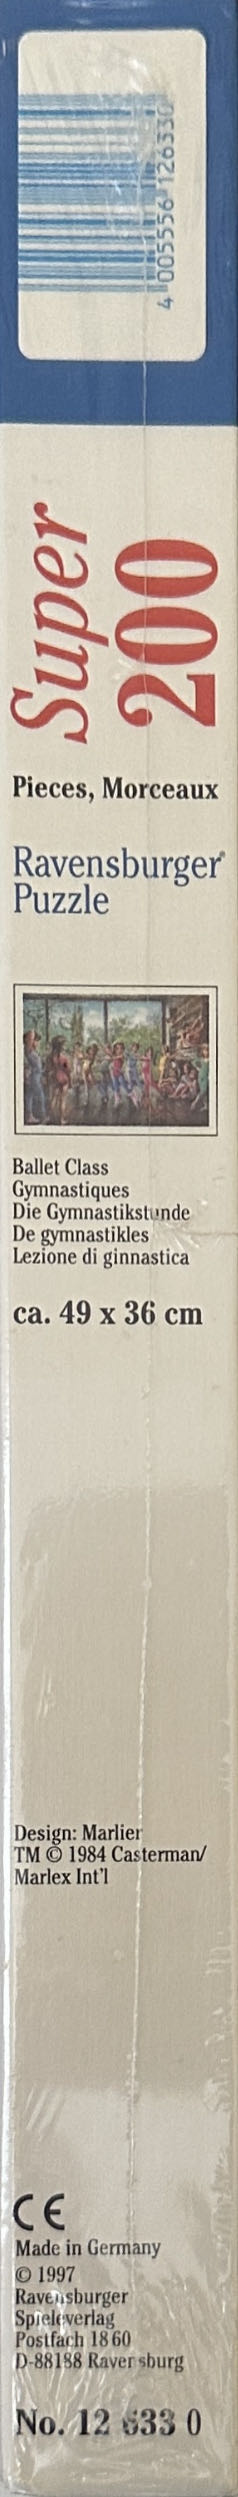 4 005556 126330
Super
200
Pieces, Morceaux
Ravensburger®
Puzzle
Ballet Class
Gymnastiques
Die Gymnastikstunde
De gymnastikles
Lezione di ginnastica
ca. 49 x 36 cm
Design: Marlier
TM © 1984 Casterman/
Marlex Int'l
CE
Made in Germany
© 1997
Ravensburger
Spieleverlag
Postfach 18 60
D-88188 Ravensburg
No. 12 633 0